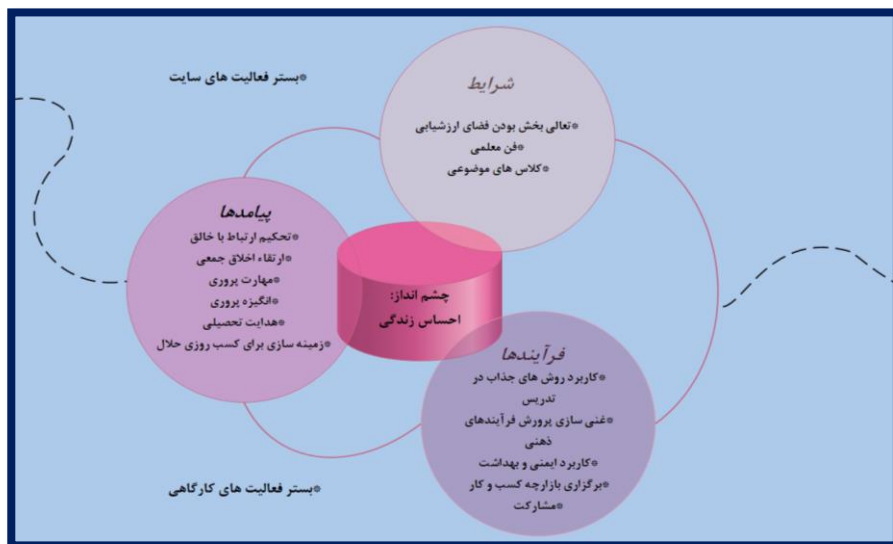 *بستر فعالیت های سایت
شرایط
*تعالی بخش بودن فضای ارزشیابی
*فن معلمی
*کلاس های موضوعی
پیامدها
*تحکیم ارتباط با خالق
*ارتقاء اخلاق جمعی
*مهارت پروری
*انگیزه پروری
*هدایت تحصیلی
*زمینه سازی برای کسب روزی حلال
چشم انداز:
احساس زندگی
فرآیندها
*کاربرد روش های جذاب در
تدریس
*غنی سازی پرورش فرآیندهای
ذهنی
*کاربرد ایمنی و بهداشت
*برگزاری بازارچه کسب و کار
*مشارکت
*بستر فعالیت های کارگاهی